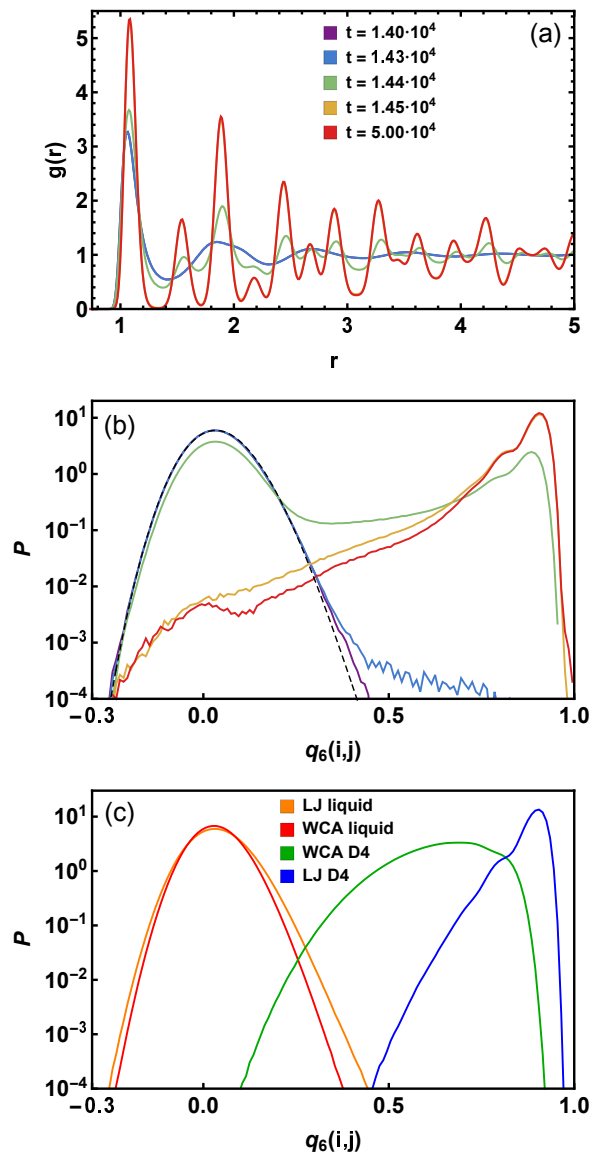 (a)
t = 1.40·10⁴
t = 1.43·10⁴
t = 1.44·10⁴
t = 1.45·10⁴
t = 5.00·10⁴
g(r)
5
4
3
2
1
0
1 2 3 4 5
r
(b)
P
10¹
10⁰
10⁻¹
10⁻²
10⁻³
10⁻⁴
−0.3 0.0 0.5 1.0
q₆(i,j)
(c)
LJ liquid
WCA liquid
WCA D4
LJ D4
P
10¹
10⁰
10⁻¹
10⁻²
10⁻³
10⁻⁴
−0.3 0.0 0.5 1.0
q₆(i,j)